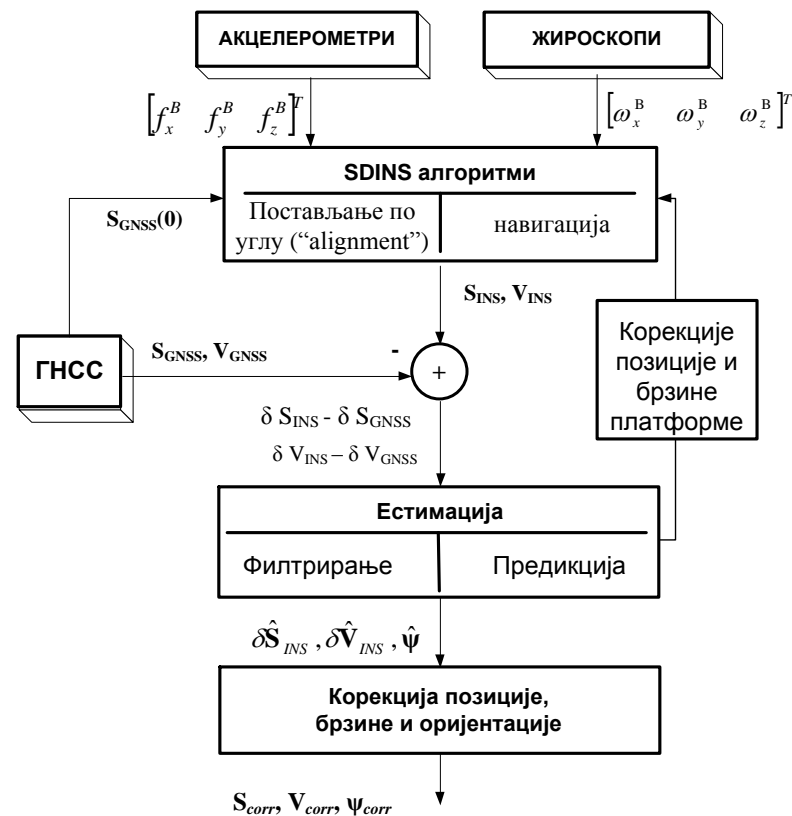 АКЦЕЛЕРОМЕТРИ
ЖИРОСКОПИ
[f_x^B f_y^B f_z^B]^T
[ω_x^B ω_y^B ω_z^B]^T
SDINS алгоритми
S_GNSS(0)
Постављање по
углу (“alignment”)
навигација
S_INS, V_INS
Корекције
позиције и
брзине
платформе
ГНСС
S_GNSS, V_GNSS
-
+
δ S_INS - δ S_GNSS
δ V_INS – δ V_GNSS
Естимација
Филтрирање
Предикција
δŜ_INS , δV̂_INS , ψ̂
Корекција позиције,
брзине и оријентације
S_corr, V_corr, ψ_corr